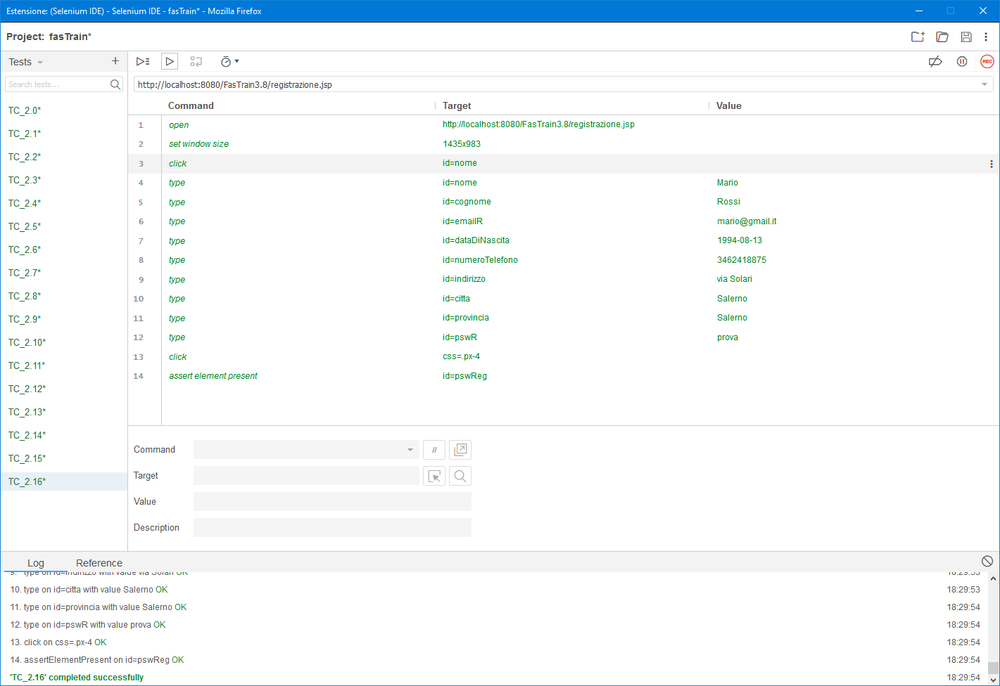 Estensione: (Selenium IDE) - Selenium IDE - fasTrain* - Mozilla Firefox
Project: fasTrain*
Tests
Search tests...
REC
http://localhost:8080/FasTrain3.8/registrazione.jsp
Command Target Value
1 open http://localhost:8080/FasTrain3.8/registrazione.jsp
2 set window size 1435x983
3 click id=nome
4 type id=nome Mario
5 type id=cognome Rossi
6 type id=emailR mario@gmail.it
7 type id=dataDiNascita 1994-08-13
8 type id=numeroTelefono 3462418875
9 type id=indirizzo via Solari
10 type id=citta Salerno
11 type id=provincia Salerno
12 type id=pswR prova
13 click css=.px-4
14 assert element present id=pswReg
TC_2.0*
TC_2.1*
TC_2.2*
TC_2.3*
TC_2.4*
TC_2.5*
TC_2.6*
TC_2.7*
TC_2.8*
TC_2.9*
TC_2.10*
TC_2.11*
TC_2.12*
TC_2.13*
TC_2.14*
TC_2.15*
TC_2.16*
Command //
Target
Value
Description
Log Reference
9. type on id=indirizzo with value via Solari OK 18:29:53
10. type on id=citta with value Salerno OK 18:29:53
11. type on id=provincia with value Salerno OK 18:29:54
12. type on id=pswR with value prova OK 18:29:54
13. click on css=.px-4 OK 18:29:54
14. assertElementPresent on id=pswReg OK 18:29:54
'TC_2.16' completed successfully 18:29:54